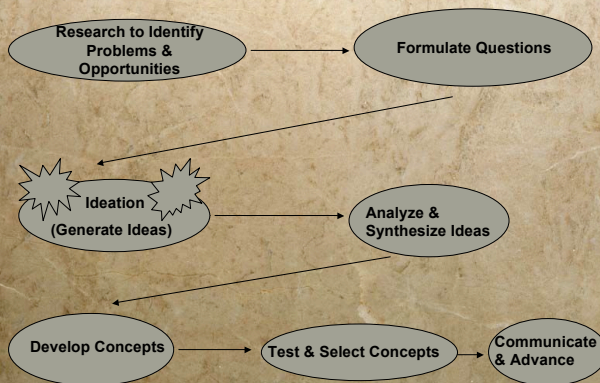 Research to Identify
Problems &
Opportunities
Formulate Questions
Ideation
(Generate Ideas)
Analyze &
Synthesize Ideas
Develop Concepts
Test & Select Concepts
Communicate
& Advance